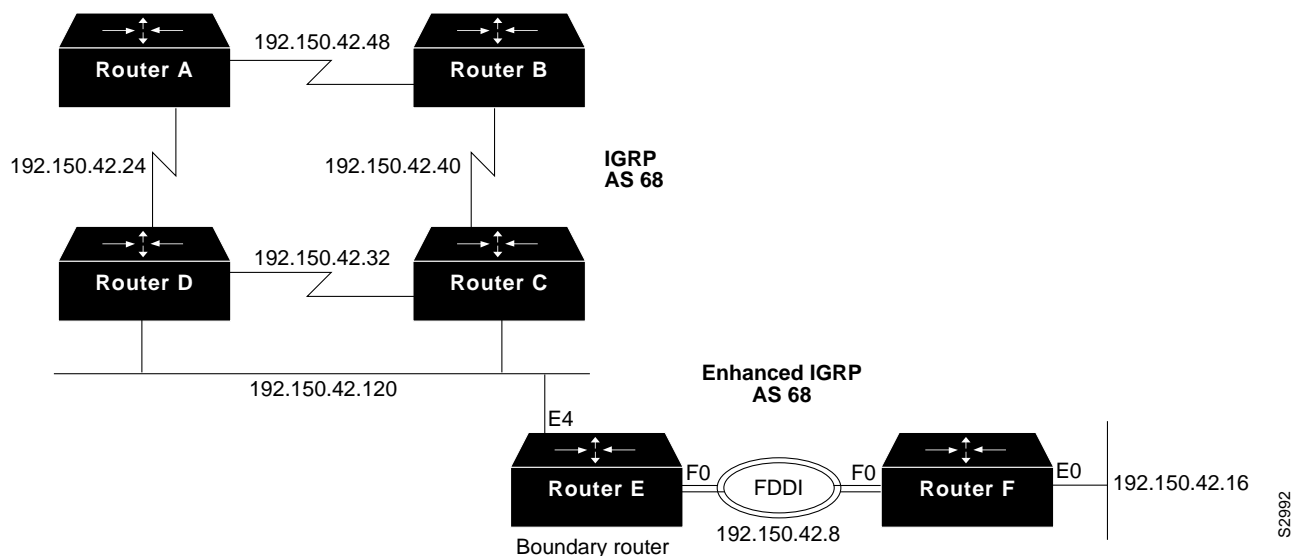 192.150.42.48
Router A
Router B
192.150.42.24
192.150.42.40
IGRP
AS 68
192.150.42.32
Router D
Router C
192.150.42.120
Enhanced IGRP
AS 68
E4
F0
F0
E0
Router E
FDDI
Router F
192.150.42.16
192.150.42.8
Boundary router
S2992